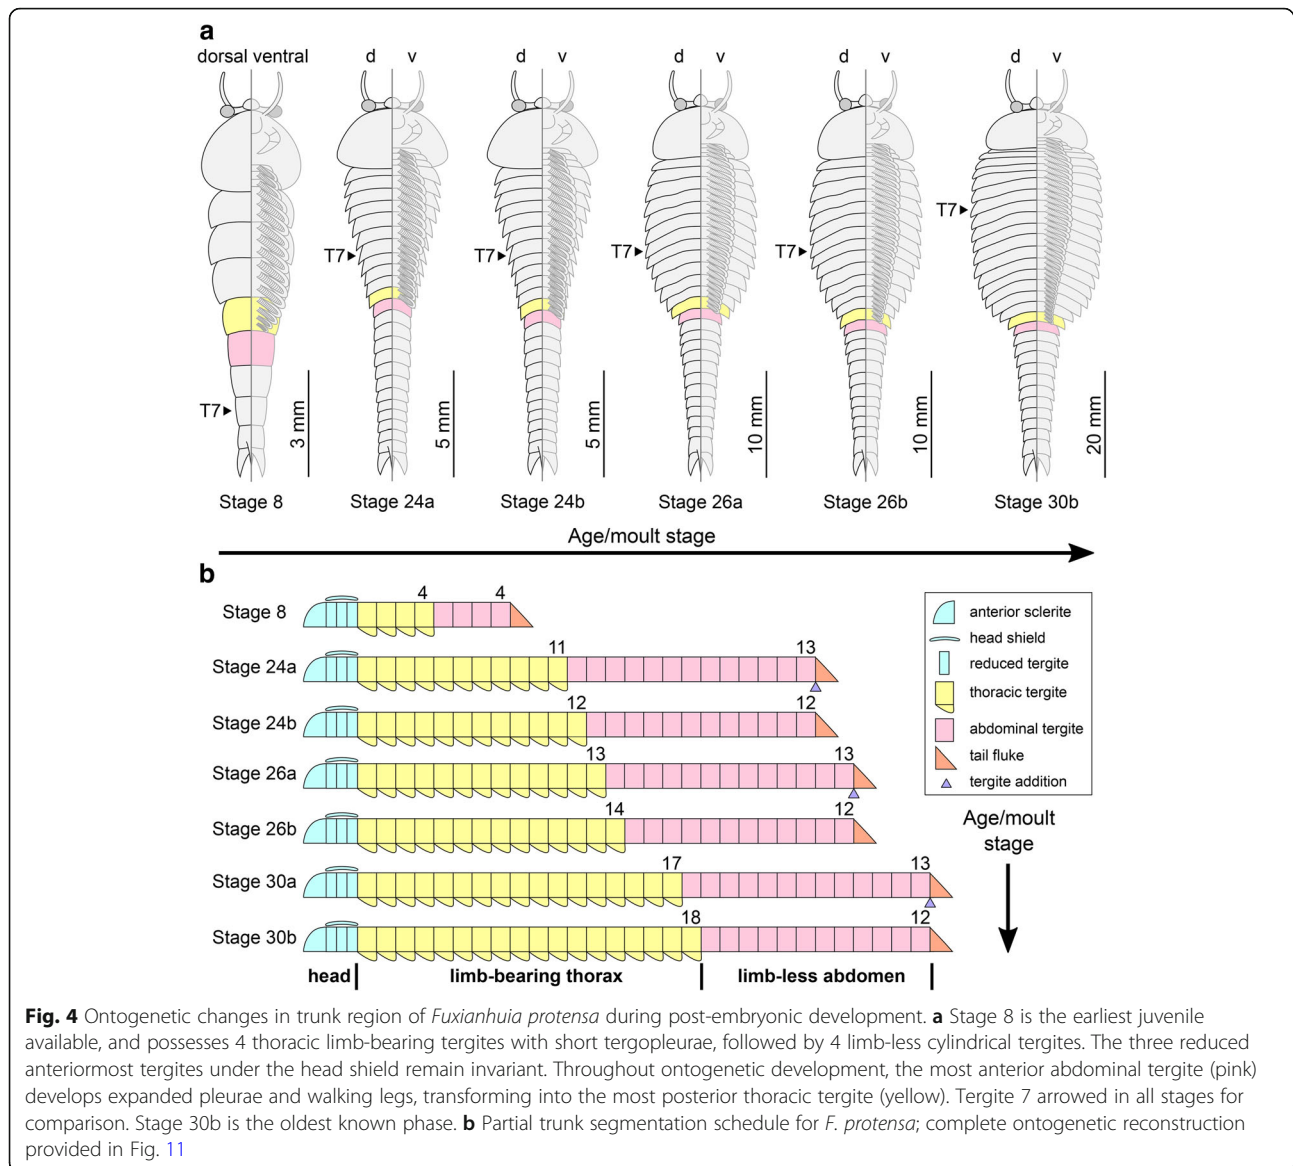 a
dorsal ventral d v d v d v d v d v
T7 T7 T7 T7 T7 T7
3 mm 5 mm 5 mm 10 mm 10 mm 20 mm
Stage 8 Stage 24a Stage 24b Stage 26a Stage 26b Stage 30b
Age/moult stage
b
Stage 8 4 4
Stage 24a 11 13
Stage 24b 12 12
Stage 26a 13 13
Stage 26b 14 12
Stage 30a 17 13
Stage 30b 18 12
head limb-bearing thorax limb-less abdomen
anterior sclerite
head shield
reduced tergite
thoracic tergite
abdominal tergite
tail fluke
tergite addition
Age/moult
stage
Fig. 4 Ontogenetic changes in trunk region of Fuxianhuia protensa during post-embryonic development. a Stage 8 is the earliest juvenile
available, and possesses 4 thoracic limb-bearing tergites with short tergopleurae, followed by 4 limb-less cylindrical tergites. The three reduced
anteriormost tergites under the head shield remain invariant. Throughout ontogenetic development, the most anterior abdominal tergite (pink)
develops expanded pleurae and walking legs, transforming into the most posterior thoracic tergite (yellow). Tergite 7 arrowed in all stages for
comparison. Stage 30b is the oldest known phase. b Partial trunk segmentation schedule for F. protensa; complete ontogenetic reconstruction
provided in Fig. 11